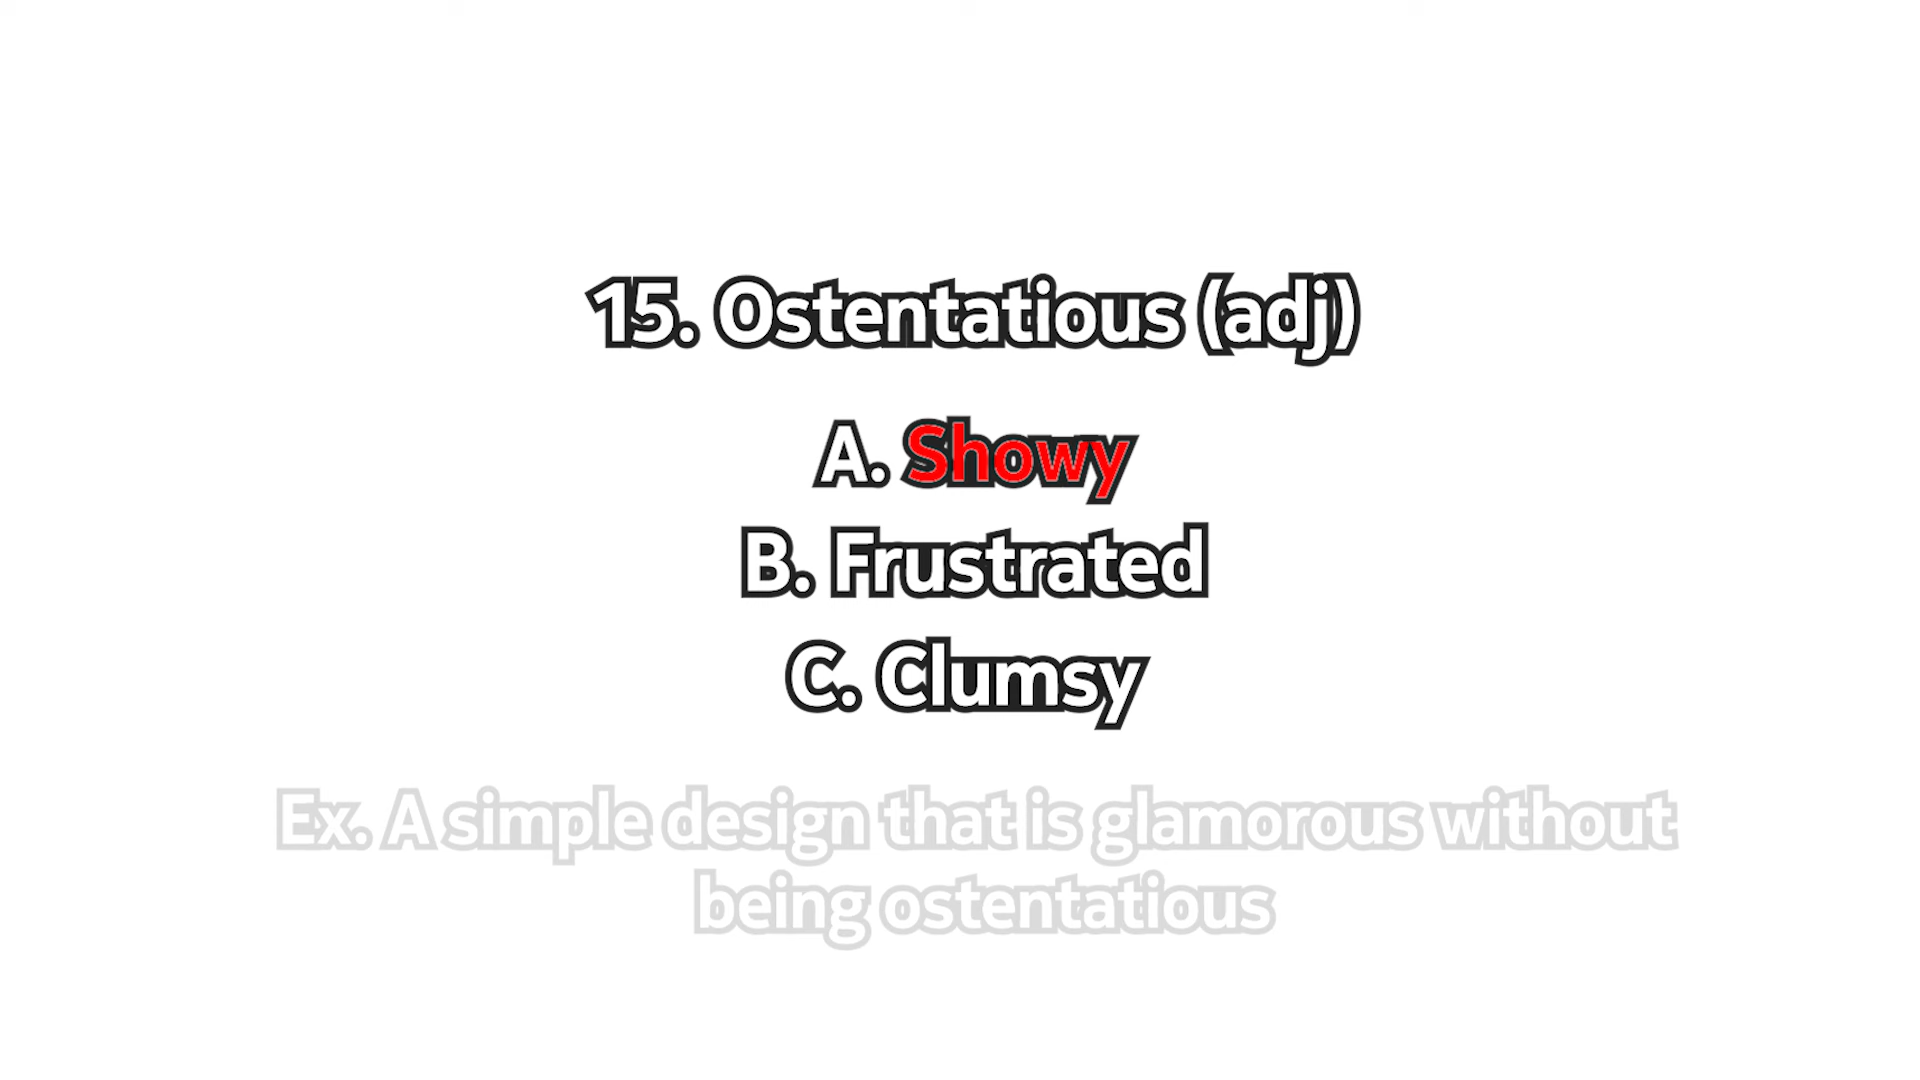 15. Ostentatious (adj)
A. Showy
B. Frustrated
C. Clumsy
Ex. A simple design that is glamorous without
being ostentatious